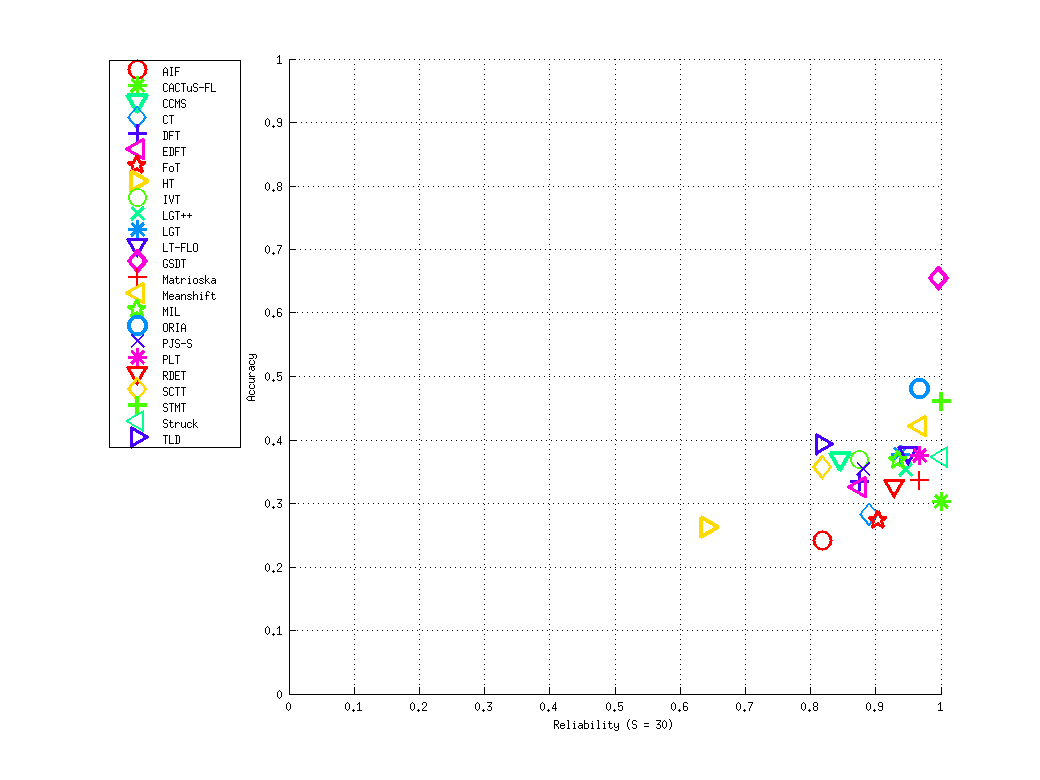 AIF
CACTuS-FL
CCMS
CT
DFT
EDFT
FoT
HT
IVT
LGT++
LGT
LT-FLO
GSDT
Matrioska
Meanshift
MIL
ORIA
PJS-S
PLT
RDET
SCTT
STMT
Struck
TLD
1
0.9
0.8
0.7
0.6
0.5
0.4
0.3
0.2
0.1
0
Accuracy
0 0.1 0.2 0.3 0.4 0.5 0.6 0.7 0.8 0.9 1
Reliability (S = 30)